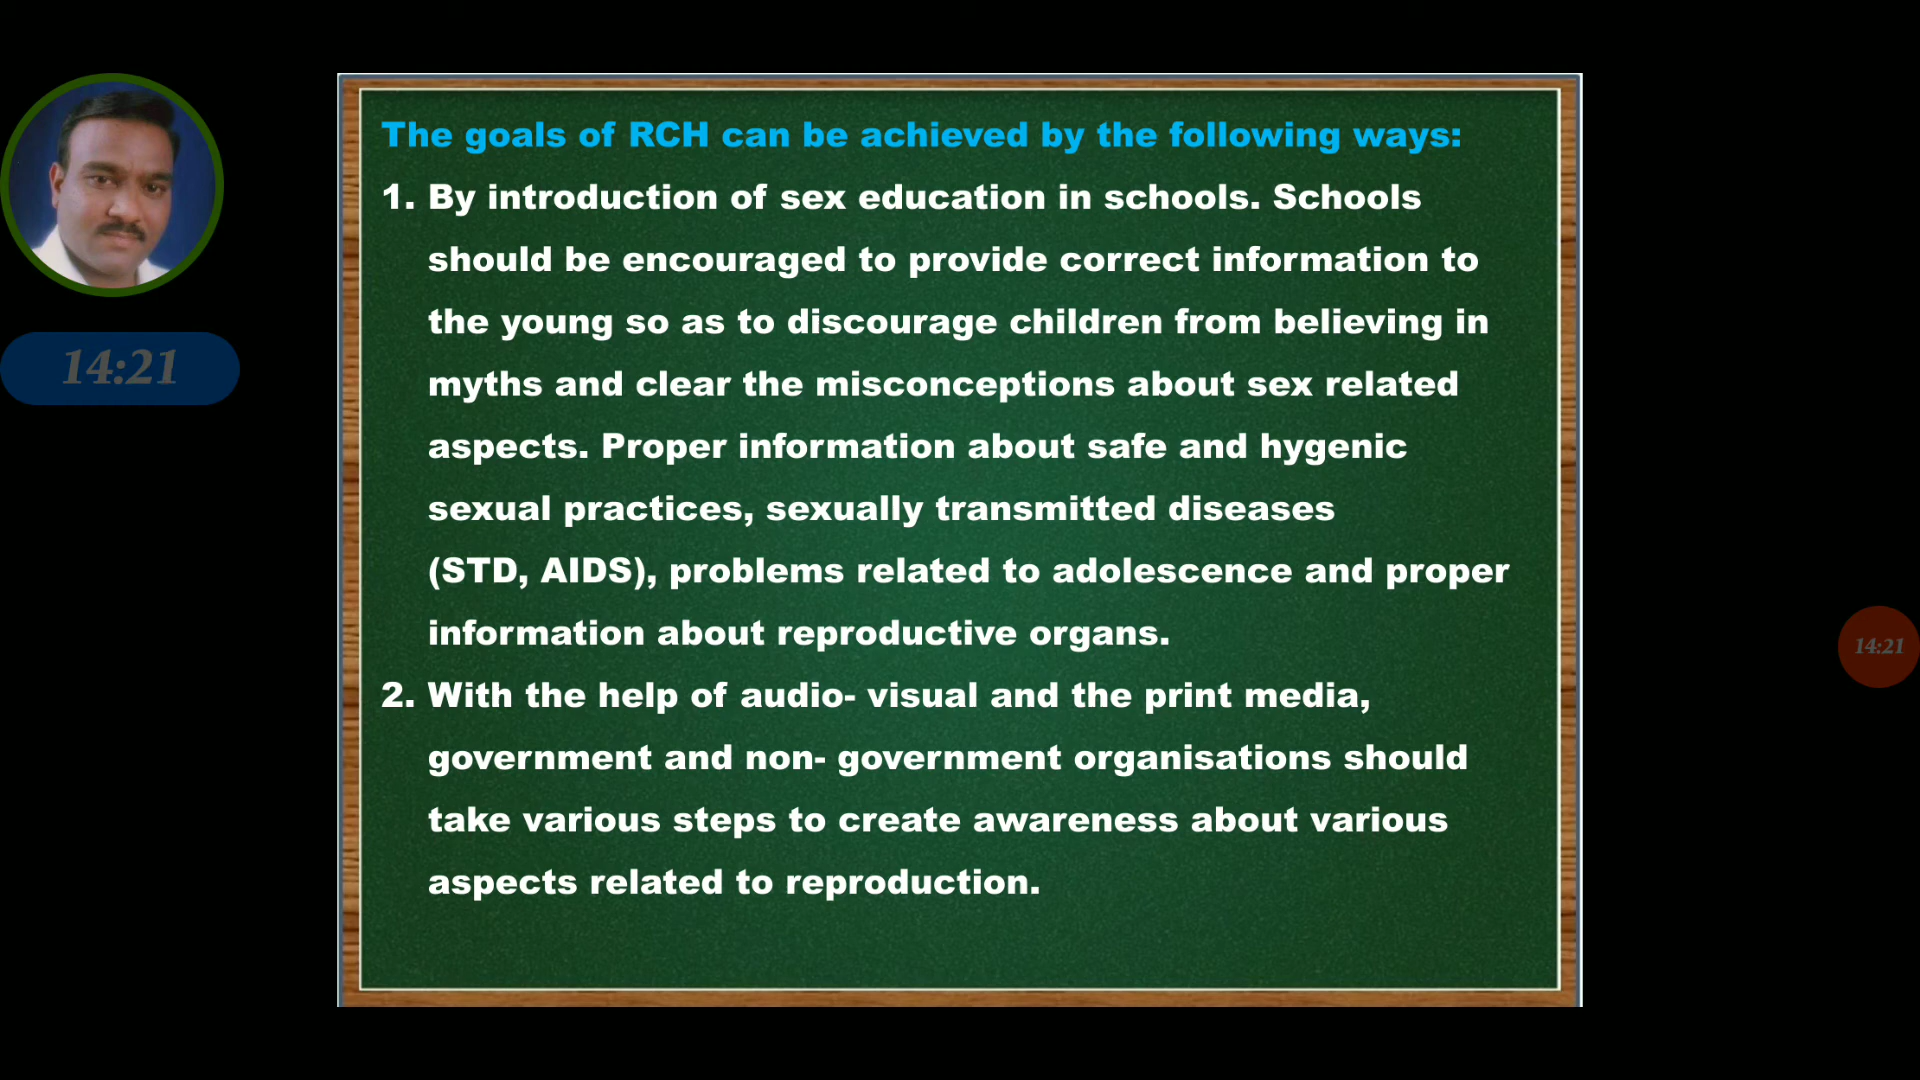 The goals of RCH can be achieved by the following ways:
1. By introduction of sex education in schools. Schools
should be encouraged to provide correct information to
the young so as to discourage children from believing in
myths and clear the misconceptions about sex related
aspects. Proper information about safe and hygenic
sexual practices, sexually transmitted diseases
(STD, AIDS), problems related to adolescence and proper
information about reproductive organs.
2. With the help of audio- visual and the print media,
government and non- government organisations should
take various steps to create awareness about various
aspects related to reproduction.
14:21
14:21